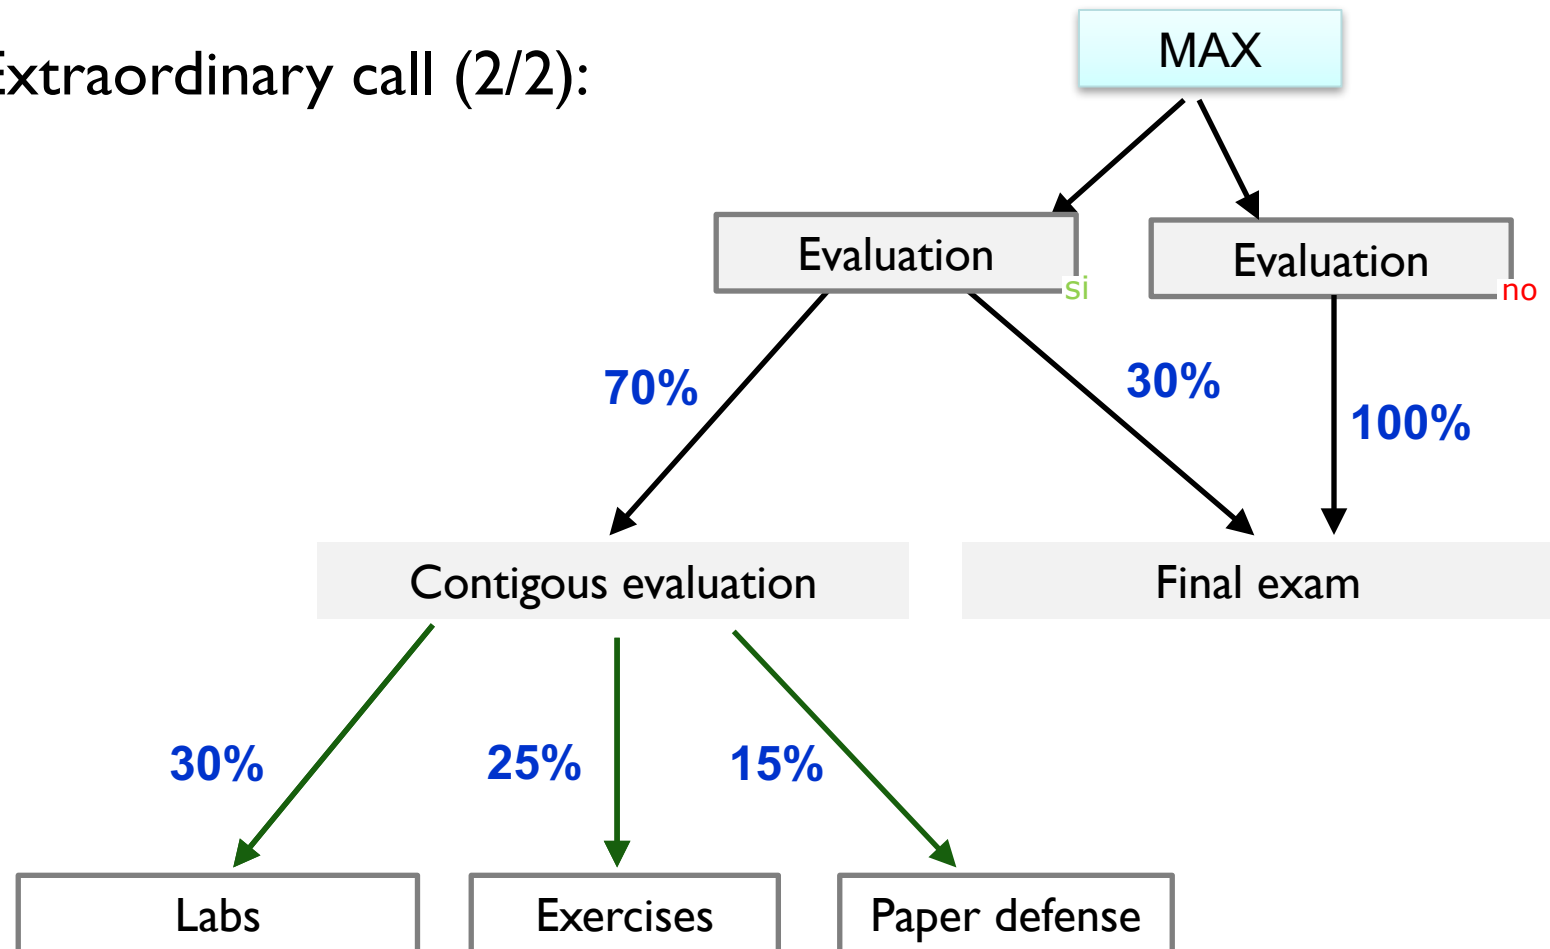 Extraordinary call (2/2):
MAX
Evaluation
si
Evaluation
no
70%
30%
100%
Contigous evaluation
Final exam
30%
25%
15%
Labs
Exercises
Paper defense